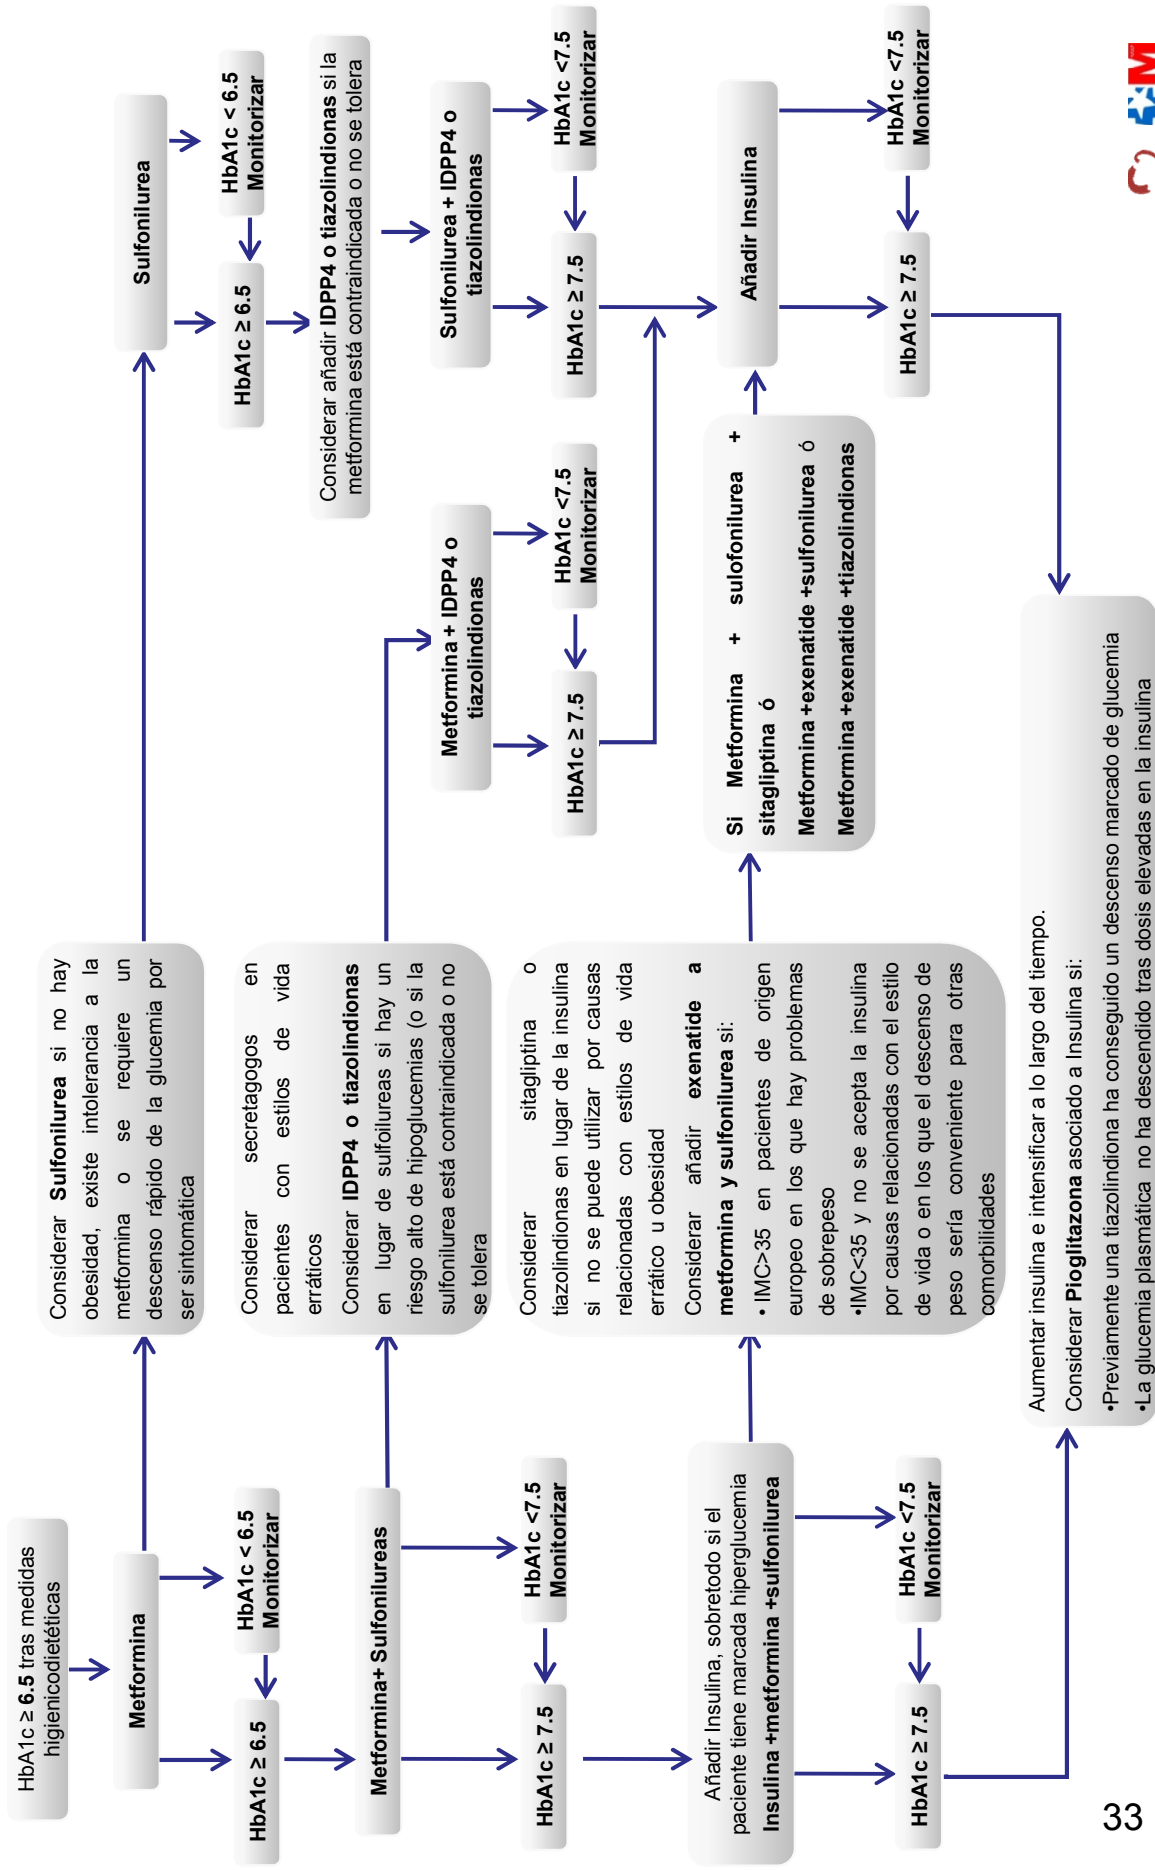 HbA1c ≥ 6.5 tras medidas
higienicodietéticas
Metformina
HbA1c ≥ 6.5
HbA1c < 6.5
Monitorizar
Metformina+ Sulfonilureas
HbA1c ≥ 7.5
HbA1c <7.5
Monitorizar
Añadir Insulina, sobretodo si el
paciente tiene marcada hiperglucemia
Insulina +metformina +sulfonilurea
HbA1c ≥ 7.5
HbA1c <7.5
Monitorizar
Considerar Sulfonilurea si no hay
obesidad, existe intolerancia a la
metformina o se requiere un
descenso rápido de la glucemia por
ser sintomática
Considerar secretagogos en
pacientes con estilos de vida
erráticos
Considerar IDPP4 o tiazolindionas
en lugar de sulfoilureas si hay un
riesgo alto de hipoglucemias (o si la
sulfonilurea está contraindicada o no
se tolera
Considerar sitagliptina o
tiazolindionas en lugar de la insulina
si no se puede utilizar por causas
relacionadas con estilos de vida
errático u obesidad
Considerar añadir exenatide a
metformina y sulfonilurea si:
• IMC>35 en pacientes de origen
europeo en los que hay problemas
de sobrepeso
•IMC<35 y no se acepta la insulina
por causas relacionadas con el estilo
de vida o en los que el descenso de
peso sería conveniente para otras
comorbilidades
Sulfonilurea
HbA1c ≥ 6.5
HbA1c < 6.5
Monitorizar
Considerar añadir IDPP4 o tiazolindionas si la
metformina está contraindicada o no se tolera
Metformina + IDPP4 o
tiazolindionas
HbA1c ≥ 7.5
HbA1c <7.5
Monitorizar
Sulfonilurea + IDPP4 o
tiazolindionas
HbA1c ≥ 7.5
HbA1c <7.5
Monitorizar
Si Metformina + sulofonilurea +
sitagliptina ó
Metformina +exenatide +sulfonilurea ó
Metformina +exenatide +tiazolindionas
Añadir Insulina
HbA1c ≥ 7.5
HbA1c <7.5
Monitorizar
Aumentar insulina e intensificar a lo largo del tiempo.
Considerar Pioglitazona asociado a Insulina si:
•Previamente una tiazolindiona ha conseguido un descenso marcado de glucemia
•La glucemia plasmática no ha descendido tras dosis elevadas en la insulina
33
M